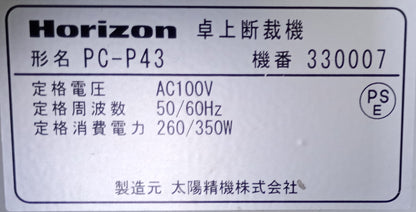 Horizon 卓上断裁機
形名 PC-P43 機番 330007
定格電圧 AC100V
定格周波数 50/60Hz
定格消費電力 260/350W
PS
E
製造元 太陽精機株式会社